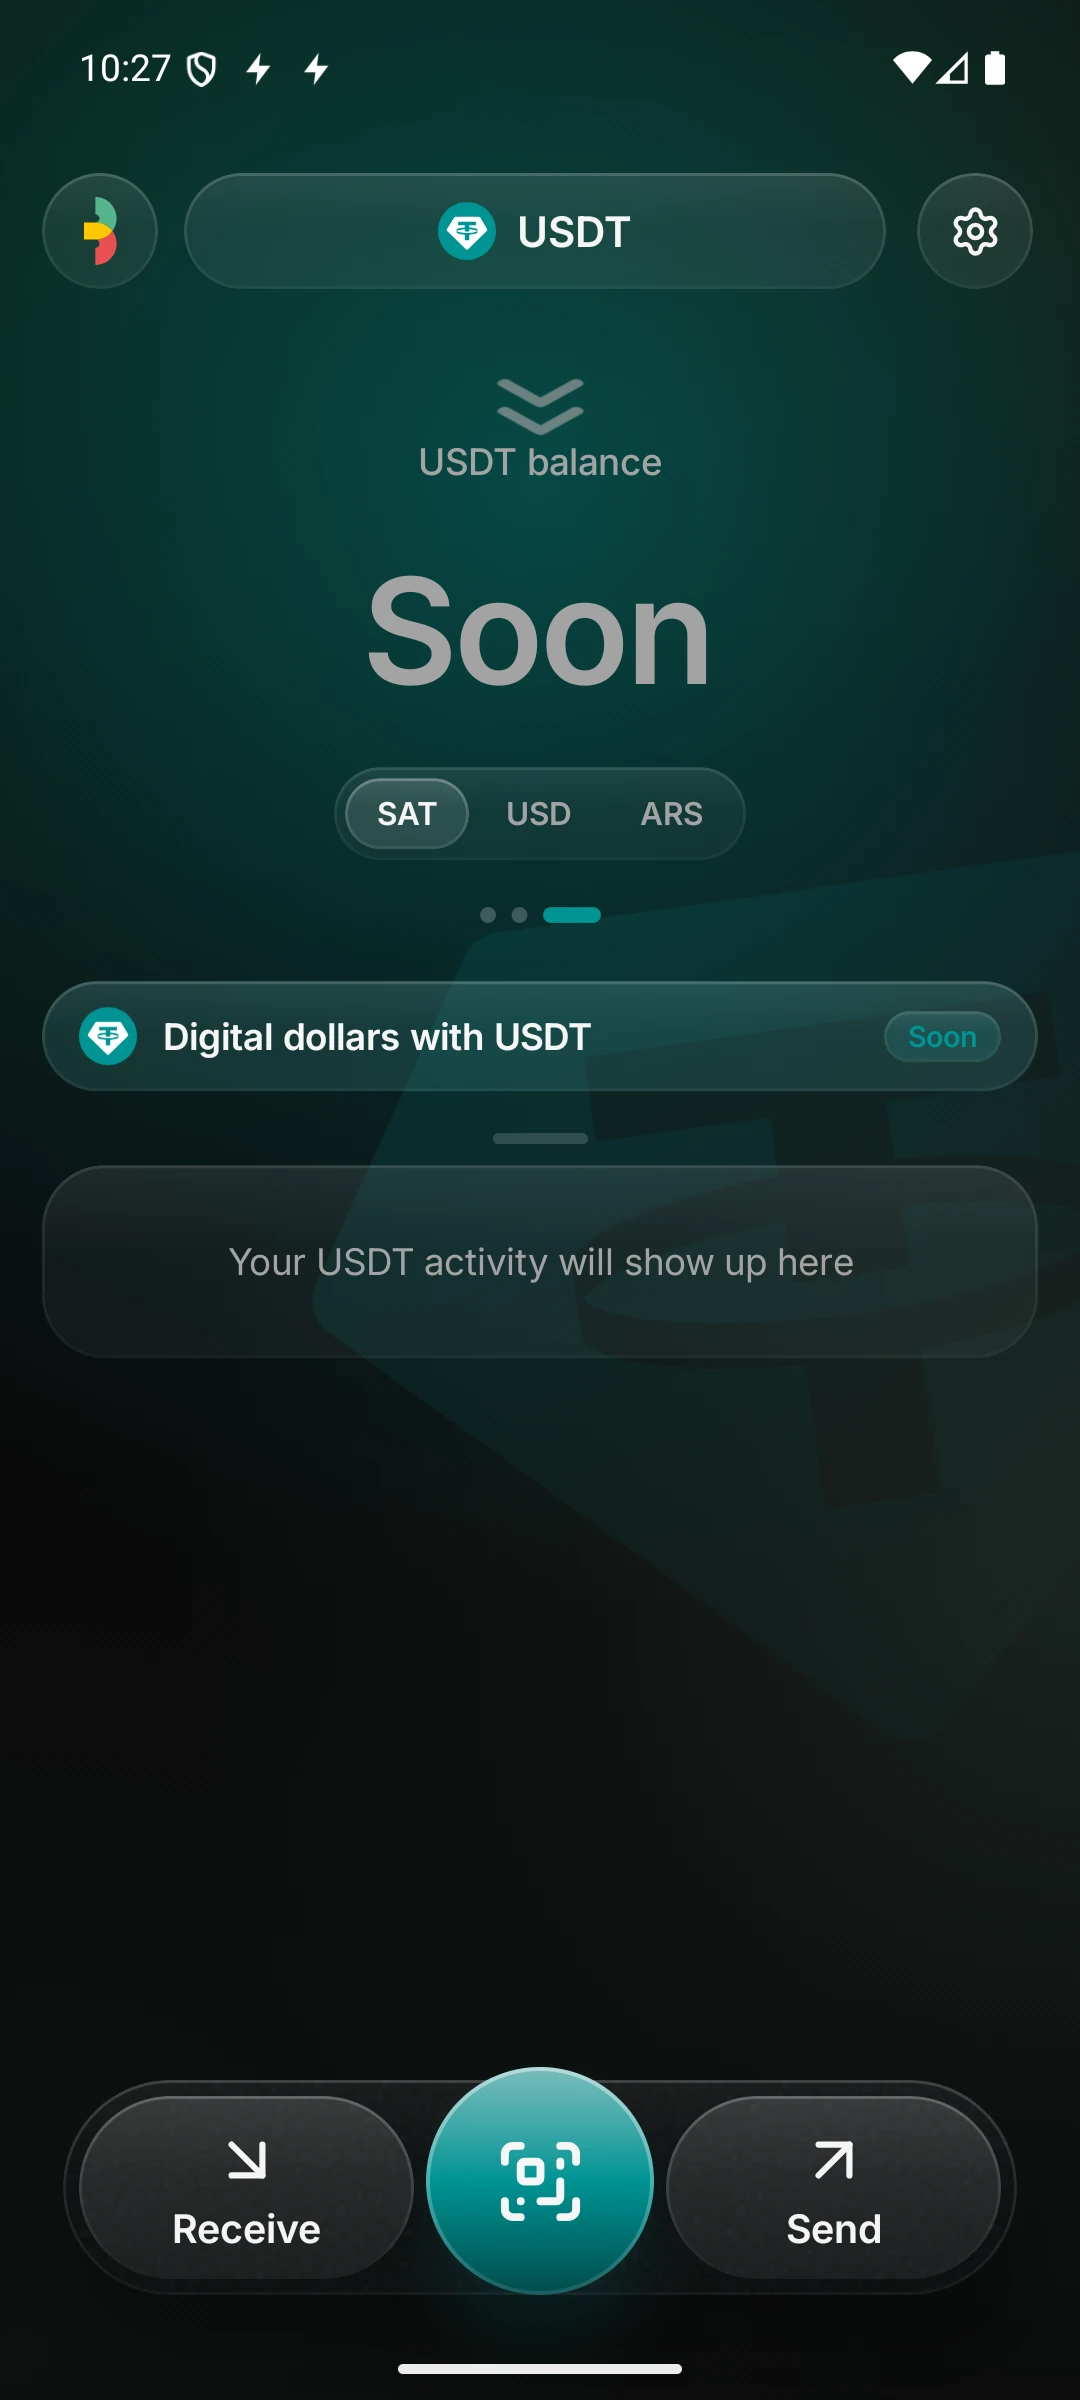 10:27
USDT
USDT balance
Soon
SAT USD ARS
Digital dollars with USDT Soon
Your USDT activity will show up here
Receive Send